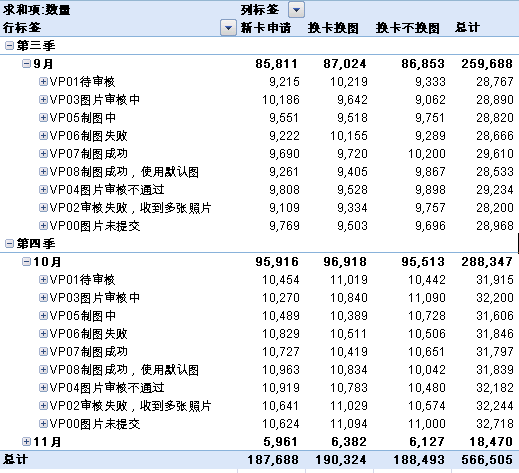 求和项:数量 列标签
行标签 新卡申请 换卡换图 换卡不换图 总计
第三季
9月 85,811 87,024 86,853 259,688
VP01待审核 9,215 10,219 9,333 28,767
VP03图片审核中 10,186 9,642 9,062 28,890
VP05制图中 9,551 9,518 9,751 28,820
VP06制图失败 9,222 10,155 9,289 28,666
VP07制图成功 9,690 9,720 10,200 29,610
VP08制图成功，使用默认图 9,261 9,405 9,867 28,533
VP04图片审核不通过 9,808 9,528 9,898 29,234
VP02审核失败，收到多张照片 9,109 9,334 9,757 28,200
VP00图片未提交 9,769 9,503 9,696 28,968
第四季
10月 95,916 96,918 95,513 288,347
VP01待审核 10,454 11,019 10,442 31,915
VP03图片审核中 10,270 10,840 11,090 32,200
VP05制图中 10,489 10,389 10,728 31,606
VP06制图失败 10,829 10,511 10,506 31,846
VP07制图成功 10,727 10,419 10,651 31,797
VP08制图成功，使用默认图 10,963 10,834 10,042 31,839
VP04图片审核不通过 10,919 10,783 10,480 32,182
VP02审核失败，收到多张照片 10,641 11,029 10,574 32,244
VP00图片未提交 10,624 11,094 11,000 32,718
11月 5,961 6,382 6,127 18,470
总计 187,688 190,324 188,493 566,505